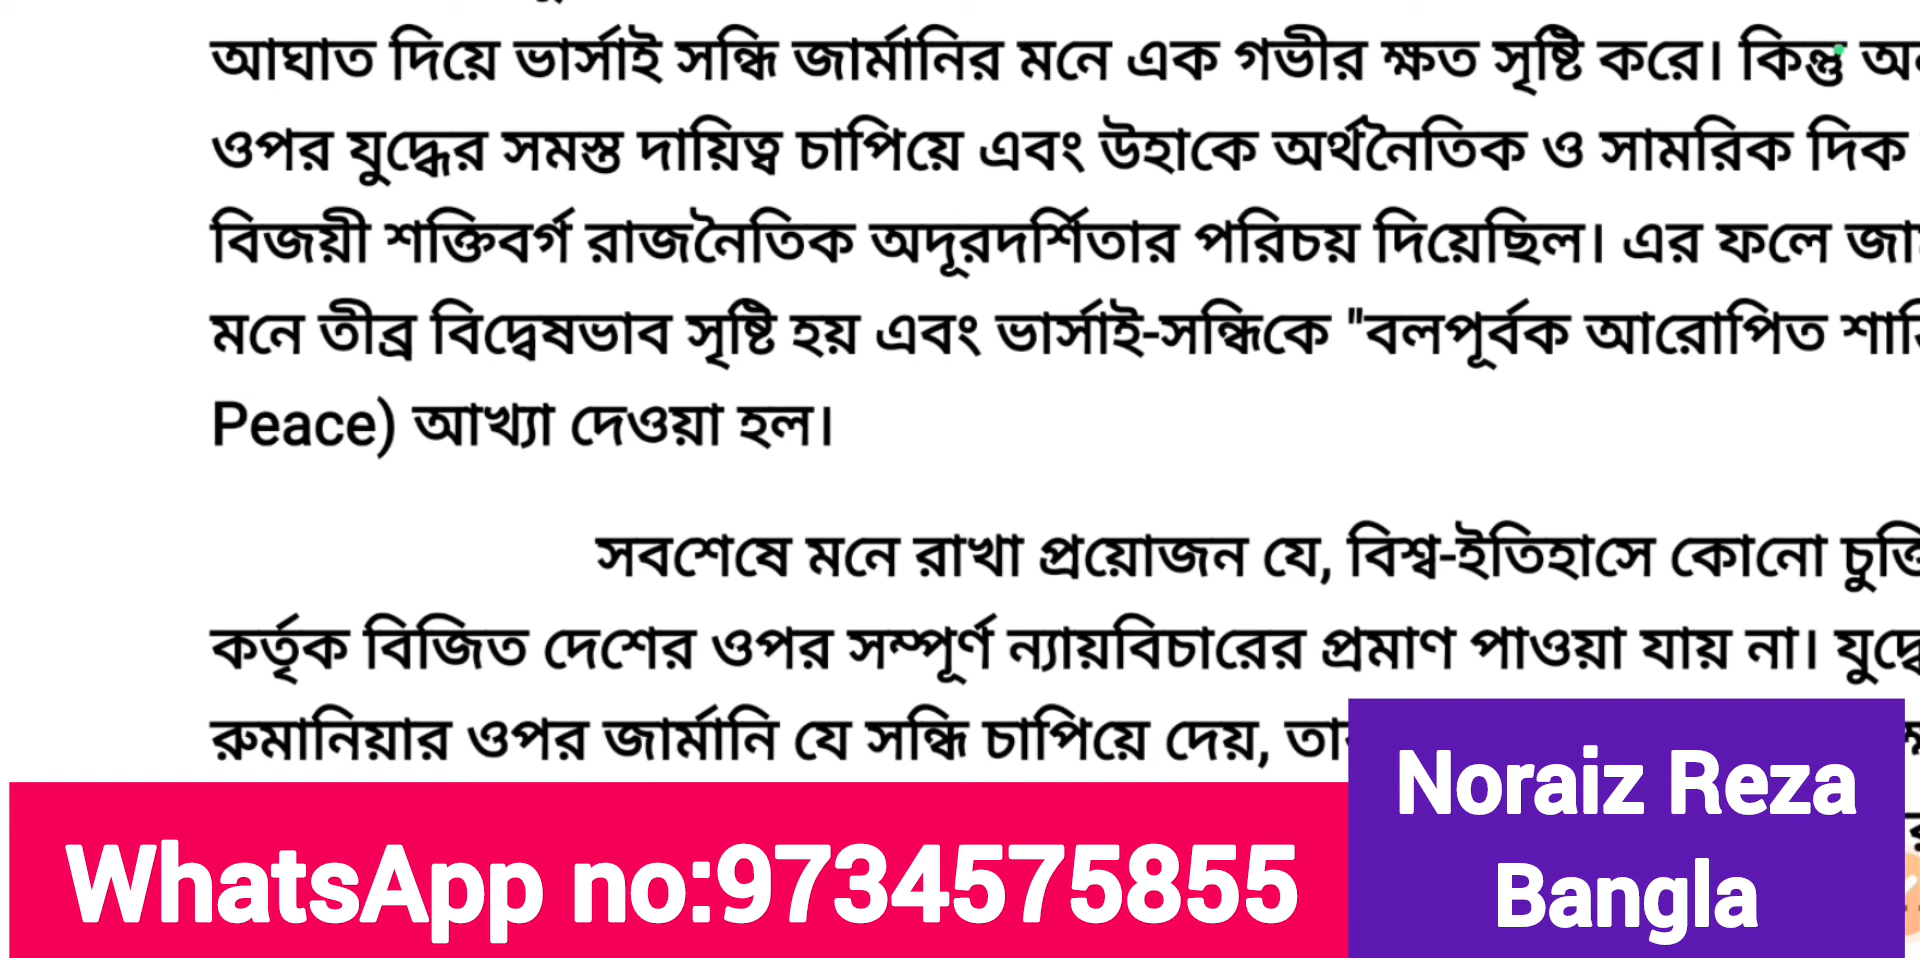 আঘাত দিয়ে ভার্সাই সন্ধি জার্মানির মনে এক গভীর ক্ষত সৃষ্টি করে। কিন্তু
ওপর যুদ্ধের সমস্ত দায়িত্ব চাপিয়ে এবং উহাকে অর্থনৈতিক ও সামরিক দিক
বিজয়ী শক্তিবর্গ রাজনৈতিক অদূরদর্শিতার পরিচয় দিয়েছিল। এর ফলে
মনে তীব্র বিদ্বেষভাব সৃষ্টি হয় এবং ভার্সাই-সন্ধিকে "বলপূর্বক আরোপিত
Peace) আখ্যা দেওয়া হল।
সবশেষে মনে রাখা প্রয়োজন যে, বিশ্ব-ইতিহাসে কোনো
কর্তৃক বিজিত দেশের ওপর সম্পূর্ণ ন্যায়বিচারের প্রমাণ পাওয়া যায় না।
রুমানিয়ার ওপর জার্মানি যে সন্ধি চাপিয়ে দেয়,
WhatsApp no:9734575855
Noraiz Reza
Bangla